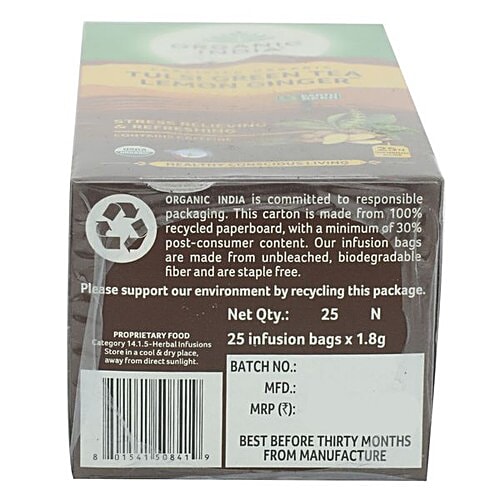 ORGANIC
INDIA
TULSI GREEN TEA
LEMON GINGER
STRESS RELIEVING
& REFRESHING
HEALTHY CONSCIOUS LIVING
ORGANIC INDIA is committed to responsible
packaging. This carton is made from 100%
recycled paperboard, with a minimum of 30%
post-consumer content. Our infusion bags
are made from unbleached, biodegradable
fiber and are staple free.
Please support our environment by recycling this package.
Net Qty.: 25 N
25 infusion bags x 1.8g
PROPRIETARY FOOD
Category 14.1.5-Herbal Infusions
Store in a cool & dry place,
away from direct sunlight.
BATCH NO.:
MFD.:
MRP (₹):
BEST BEFORE THIRTY MONTHS
FROM MANUFACTURE
8 01541 50841 9